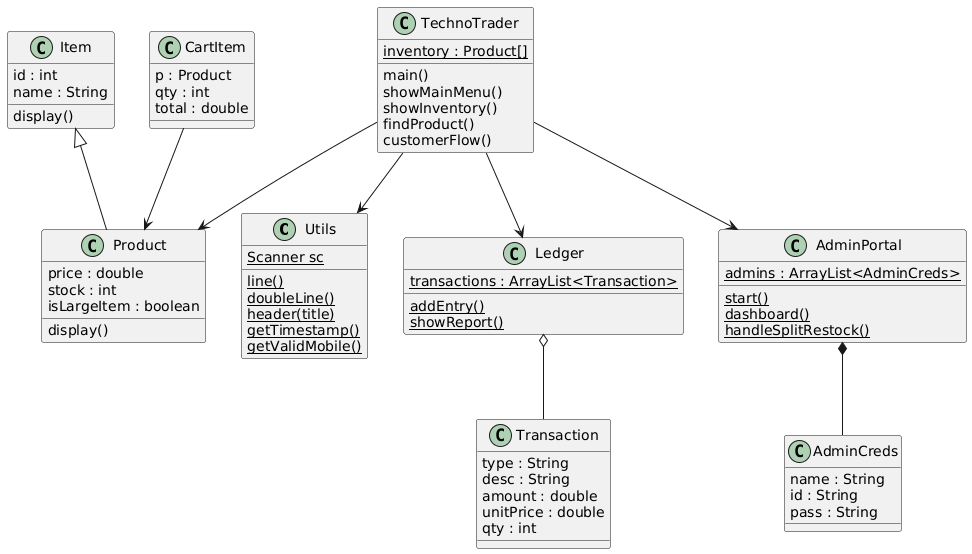 C Item
id : int
name : String
display()
C CartItem
p : Product
qty : int
total : double
C TechnoTrader
inventory : Product[]
main()
showMainMenu()
showInventory()
findProduct()
customerFlow()
C Product
price : double
stock : int
isLargeItem : boolean
display()
C Utils
Scanner sc
line()
doubleLine()
header(title)
getTimestamp()
getValidMobile()
C Ledger
transactions : ArrayList<Transaction>
addEntry()
showReport()
C AdminPortal
admins : ArrayList<AdminCreds>
start()
dashboard()
handleSplitRestock()
C Transaction
type : String
desc : String
amount : double
unitPrice : double
qty : int
C AdminCreds
name : String
id : String
pass : String